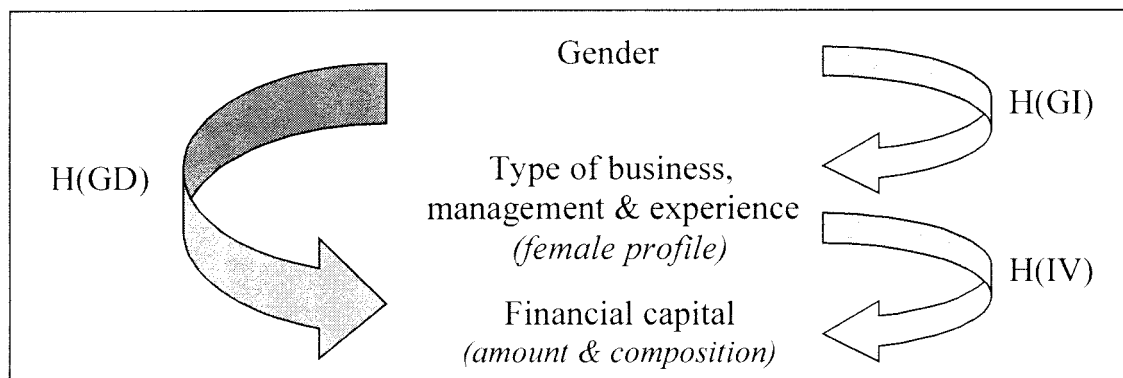 Gender
H(GI)
H(GD)
Type of business,
management & experience
(female profile)
H(IV)
Financial capital
(amount & composition)